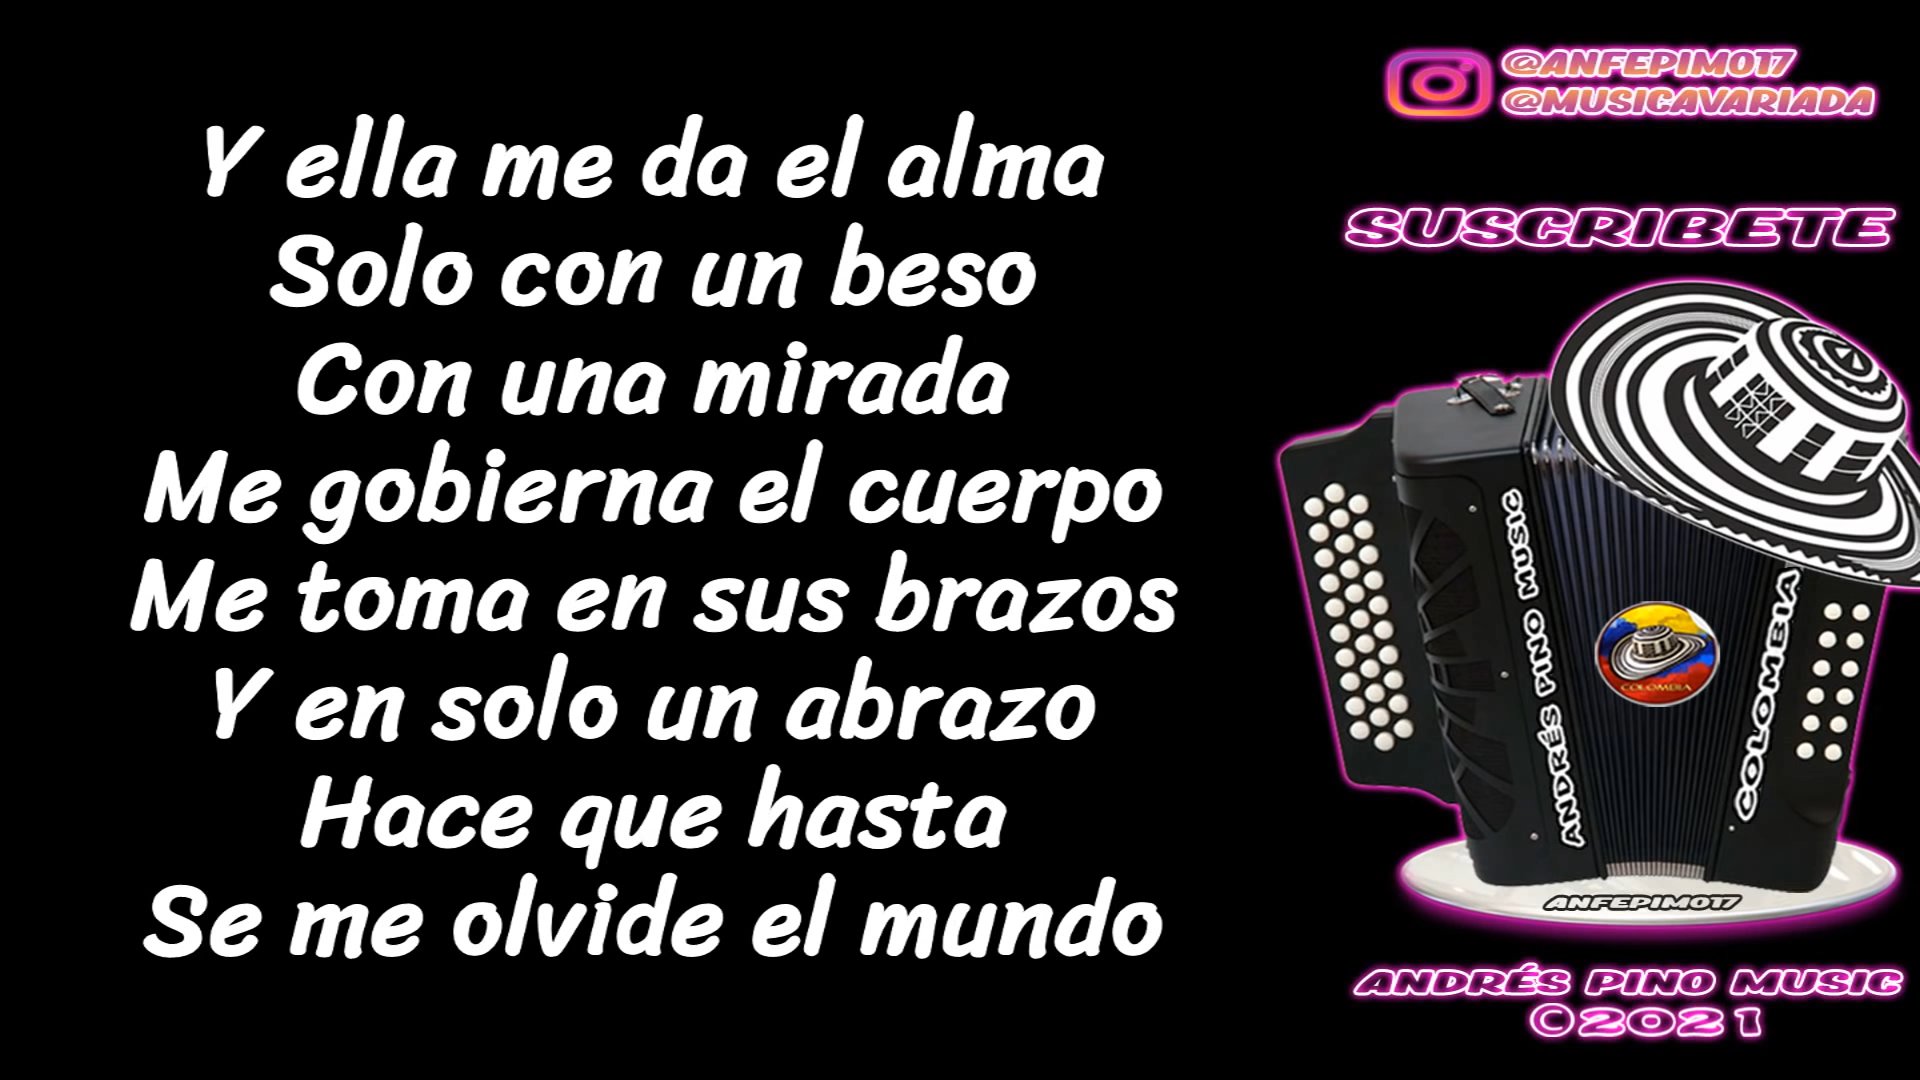 Y ella me da el alma
Solo con un beso
Con una mirada
Me gobierna el cuerpo
Me toma en sus brazos
Y en solo un abrazo
Hace que hasta
Se me olvide el mundo
@ANFEPIMO17
@MUSICAVARIADA
SUSCRIBETE
ANDRÉS PINO MUSIC
COLOMBIA
COLOMBIA
ANFEPIMO17
ANDRÉS PINO MUSIC
©2021